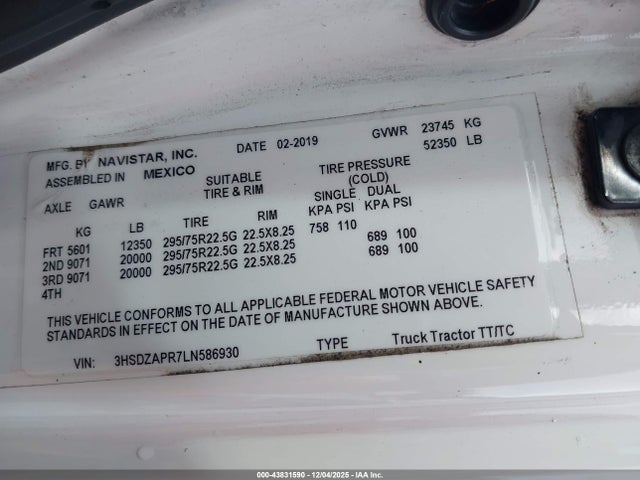 MFG. BY NAVISTAR, INC. DATE 02-2019 GVWR 23745 KG
ASSEMBLED IN MEXICO 52350 LB
SUITABLE TIRE PRESSURE
TIRE & RIM (COLD)
AXLE GAWR SINGLE DUAL
KG LB TIRE RIM KPA PSI KPA PSI
FRT 5601 12350 295/75R22.5G 22.5X8.25 758 110
2ND 9071 20000 295/75R22.5G 22.5X8.25 689 100
3RD 9071 20000 295/75R22.5G 22.5X8.25 689 100
4TH
THIS VEHICLE CONFORMS TO ALL APPLICABLE FEDERAL MOTOR VEHICLE SAFETY
STANDARDS IN EFFECT ON THE DATE OF MANUFACTURE SHOWN ABOVE.
VIN: 3HSDZAPR7LN586930 TYPE Truck Tractor TT/TC
000-43831590 - 12/04/2025 - IAA Inc.